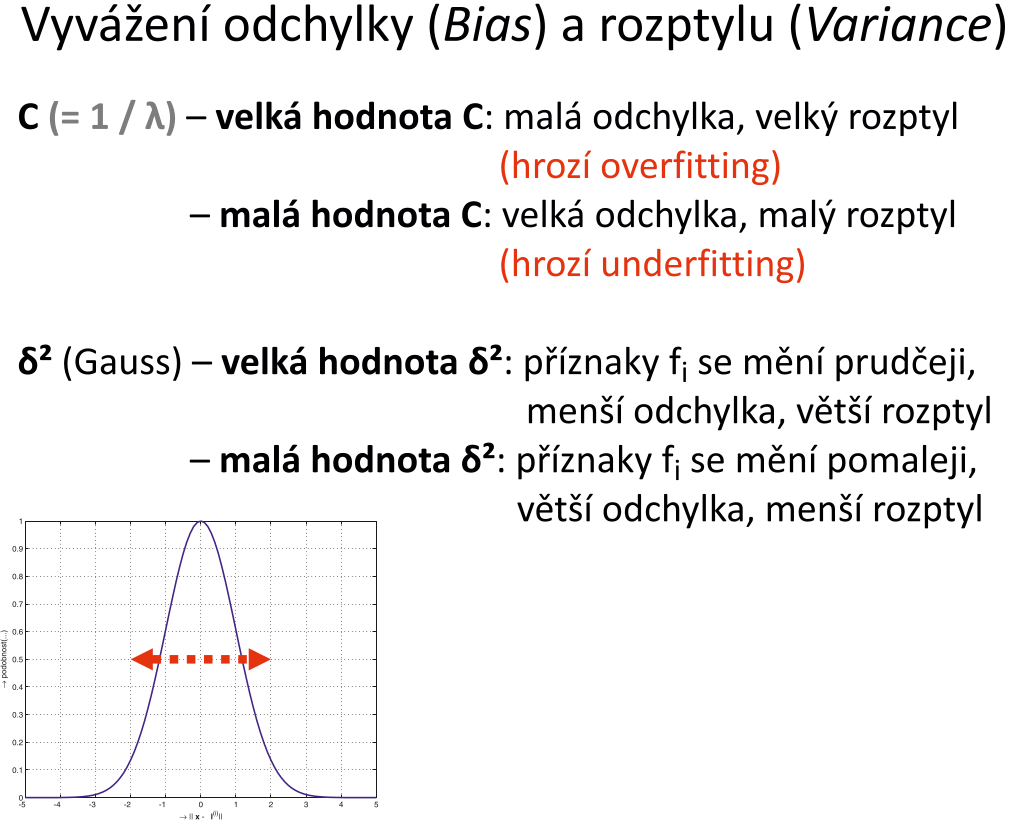 Vyvážení odchylky (Bias) a rozptylu (Variance)
C (= 1 / λ) – velká hodnota C: malá odchylka, velký rozptyl
(hrozí overfitting)
– malá hodnota C: velká odchylka, malý rozptyl
(hrozí underfitting)
δ² (Gauss) – velká hodnota δ²: příznaky fᵢ se mění prudčeji,
menší odchylka, větší rozptyl
– malá hodnota δ²: příznaky fᵢ se mění pomaleji,
větší odchylka, menší rozptyl
1
0.9
0.8
0.7
0.6
0.5
0.4
0.3
0.2
0.1
0
→ podobnost(...)
-5 -4 -3 -2 -1 0 1 2 3 4 5
→ || x - l⁽ⁱ⁾||